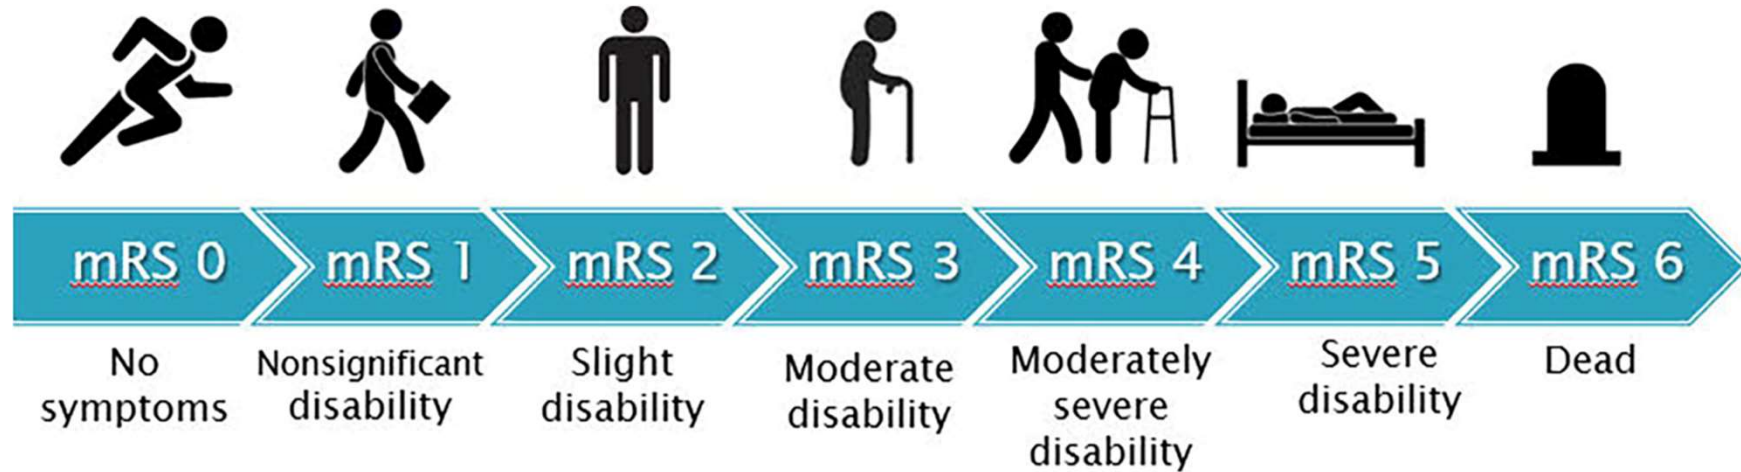 mRS 0
mRS 1
mRS 2
mRS 3
mRS 4
mRS 5
mRS 6
No
symptoms
Nonsignificant
disability
Slight
disability
Moderate
disability
Moderately
severe
disability
Severe
disability
Dead